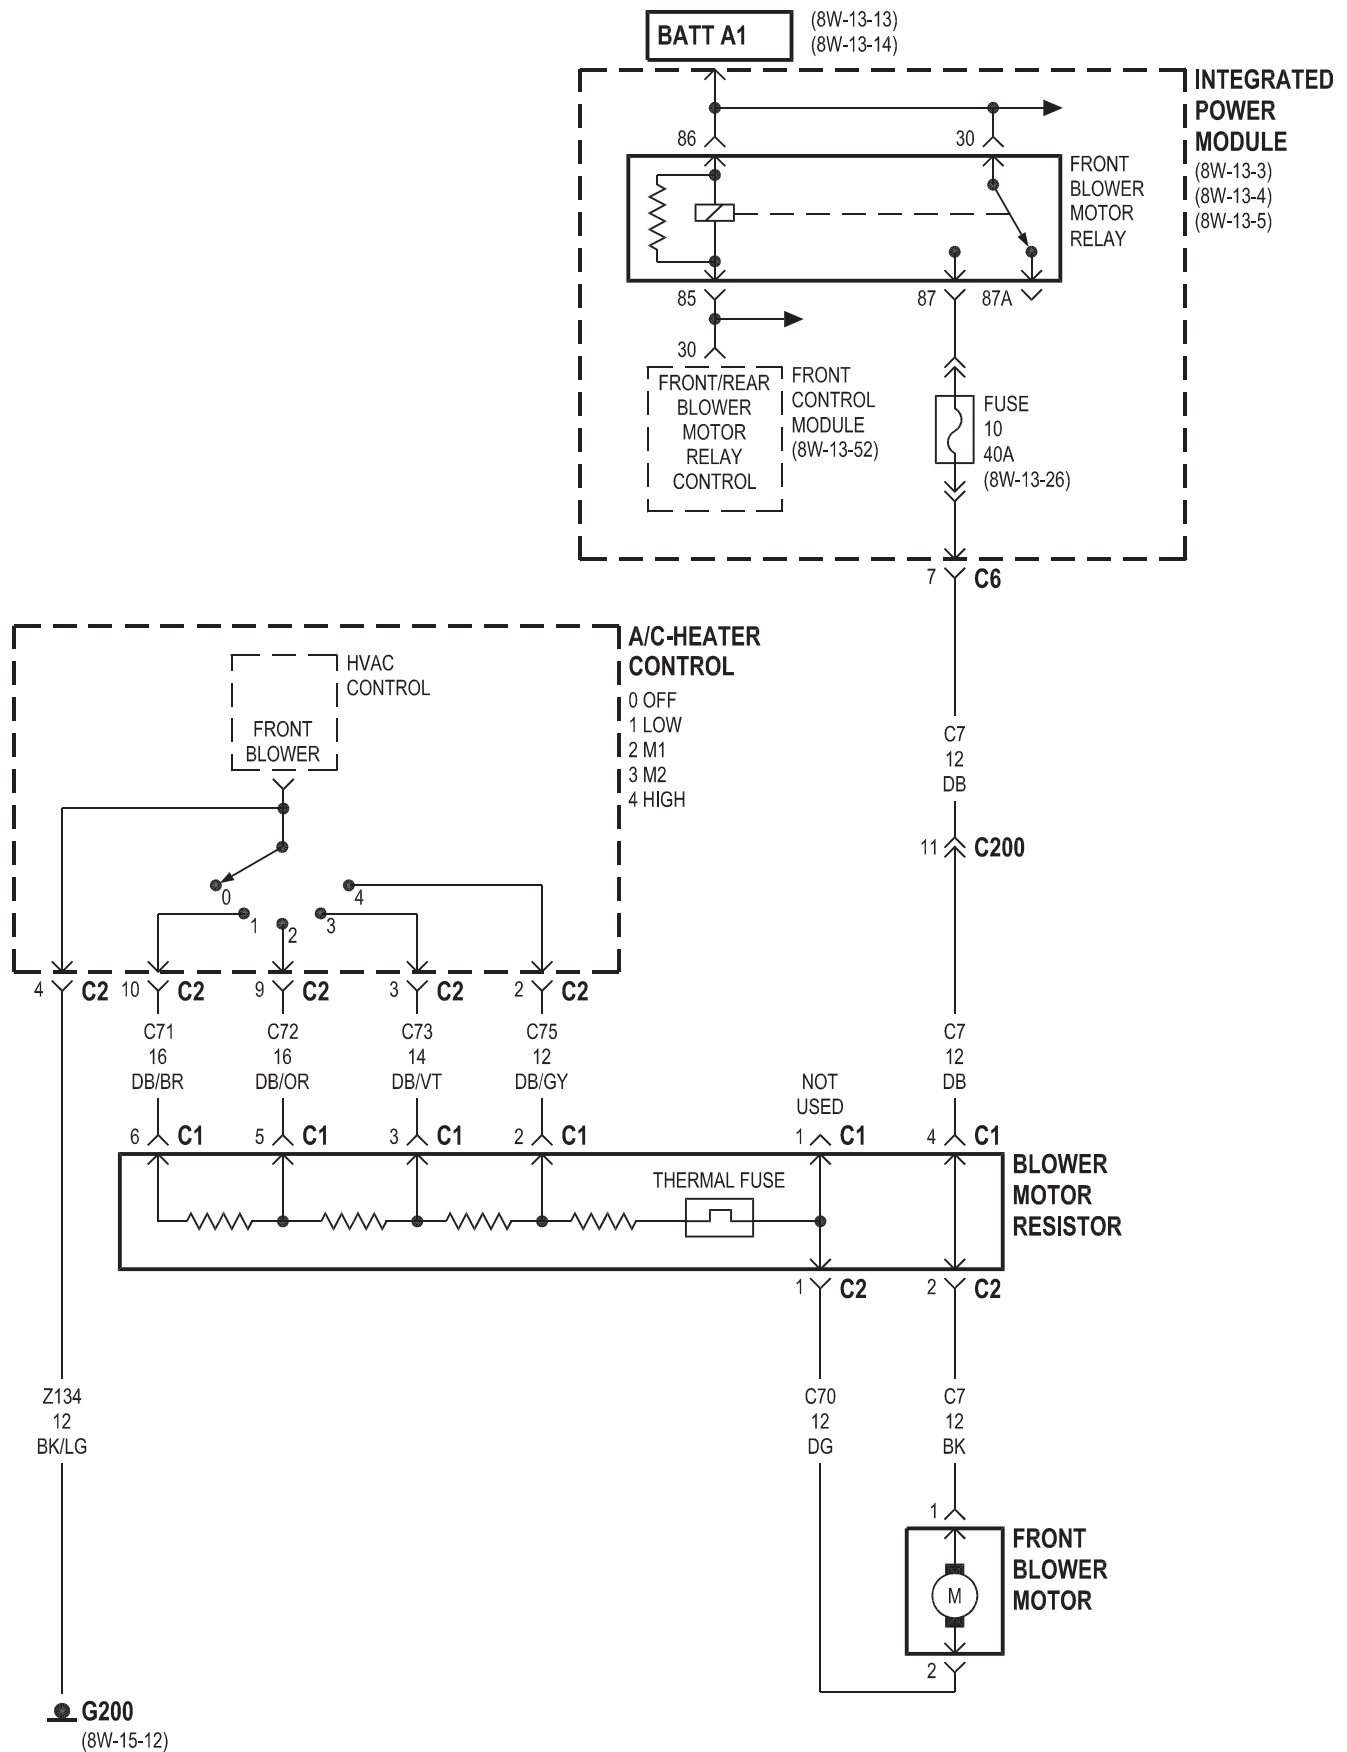 BATT A1
(8W-13-13)
(8W-13-14)
INTEGRATED
POWER
MODULE
(8W-13-3)
(8W-13-4)
(8W-13-5)
86
30
FRONT
BLOWER
MOTOR
RELAY
85
87
87A
30
FRONT/REAR
BLOWER
MOTOR
RELAY
CONTROL
FRONT
CONTROL
MODULE
(8W-13-52)
FUSE
10
40A
(8W-13-26)
7
C6
A/C-HEATER
CONTROL
0 OFF
1 LOW
2 M1
3 M2
4 HIGH
HVAC
CONTROL
FRONT
BLOWER
C7
12
DB
11
C200
0
1
2
3
4
4
C2
10
C2
9
C2
3
C2
2
C2
C71
16
DB/BR
C72
16
DB/OR
C73
14
DB/VT
C75
12
DB/GY
NOT
USED
C7
12
DB
6
C1
5
C1
3
C1
2
C1
1
C1
4
C1
BLOWER
MOTOR
RESISTOR
THERMAL FUSE
1
C2
2
C2
Z134
12
BK/LG
C70
12
DG
C7
12
BK
1
FRONT
BLOWER
MOTOR
M
2
G200
(8W-15-12)